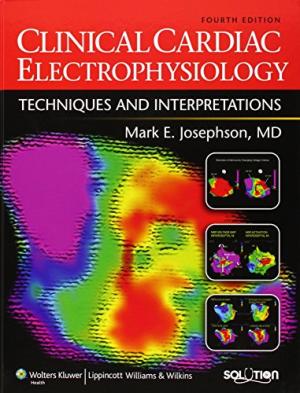 FOURTH EDITION
CLINICAL CARDIAC
ELECTROPHYSIOLOGY
TECHNIQUES AND INTERPRETATIONS
Mark E. Josephson, MD
Wolters Kluwer
Health
Lippincott Williams & Wilkins
SOLUTION